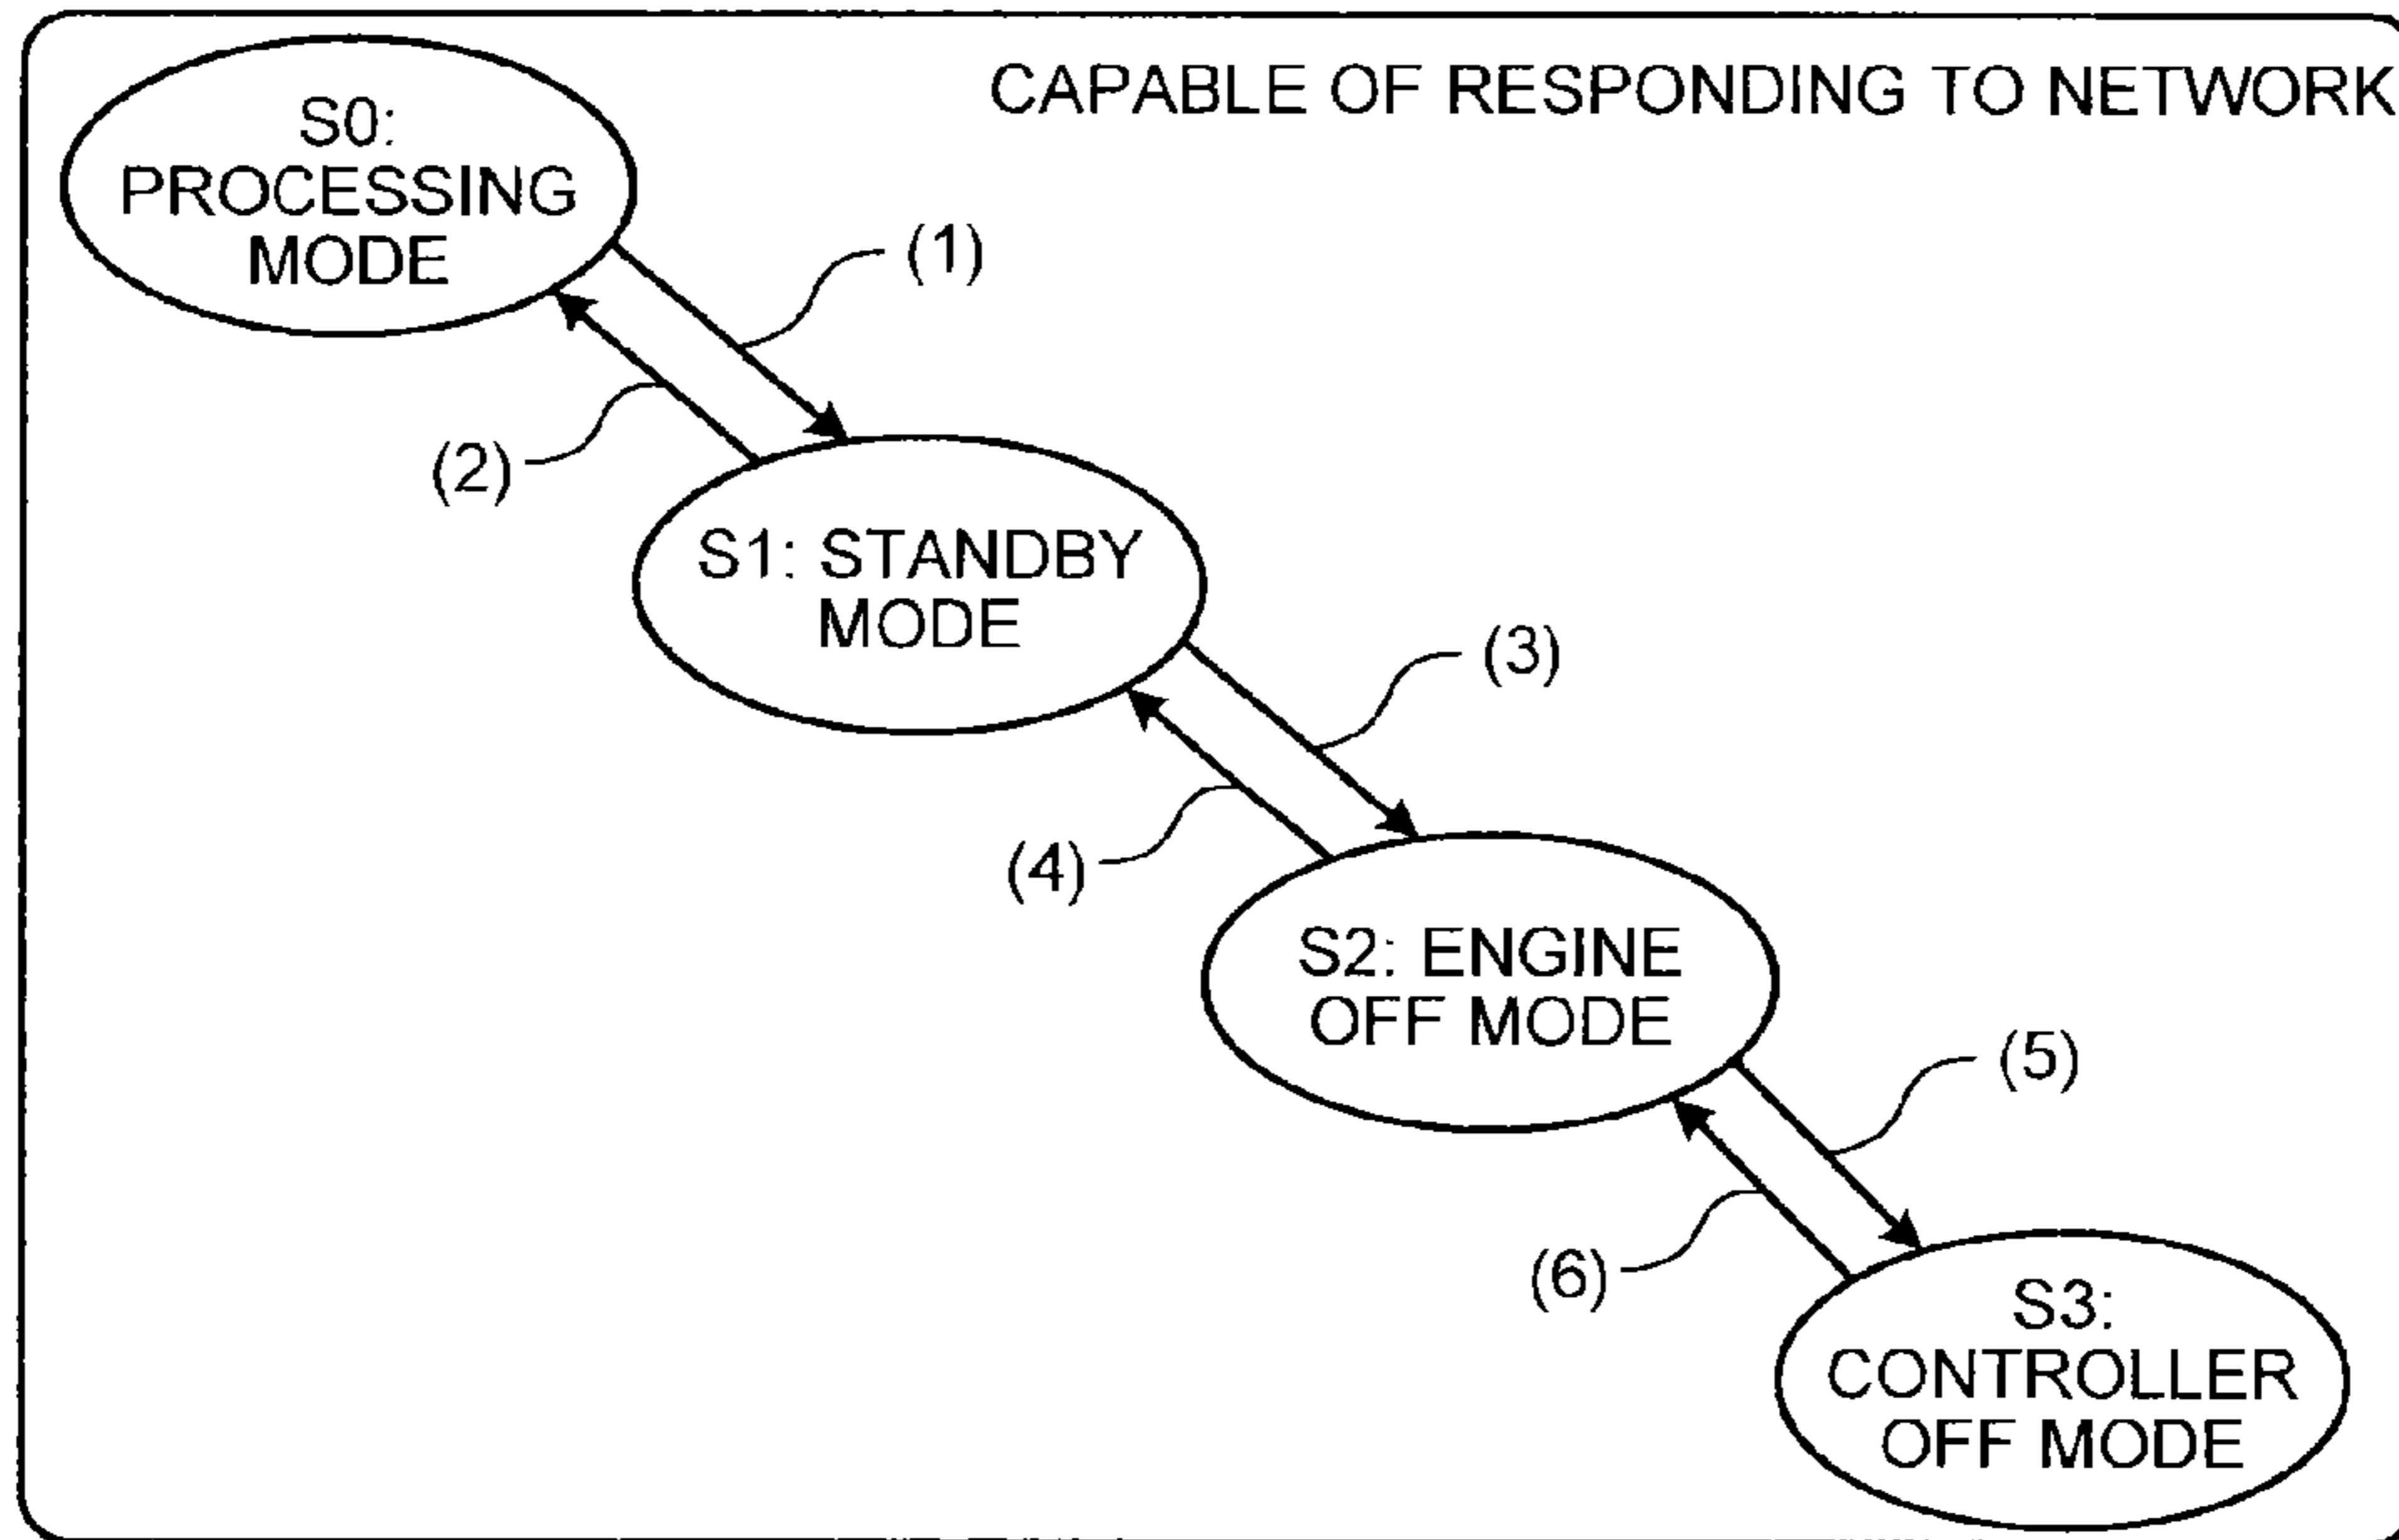 CAPABLE OF RESPONDING TO NETWORK
S0:
PROCESSING
MODE
(1)
(2)
S1: STANDBY
MODE
(3)
(4)
S2: ENGINE
OFF MODE
(5)
(6)
S3:
CONTROLLER
OFF MODE